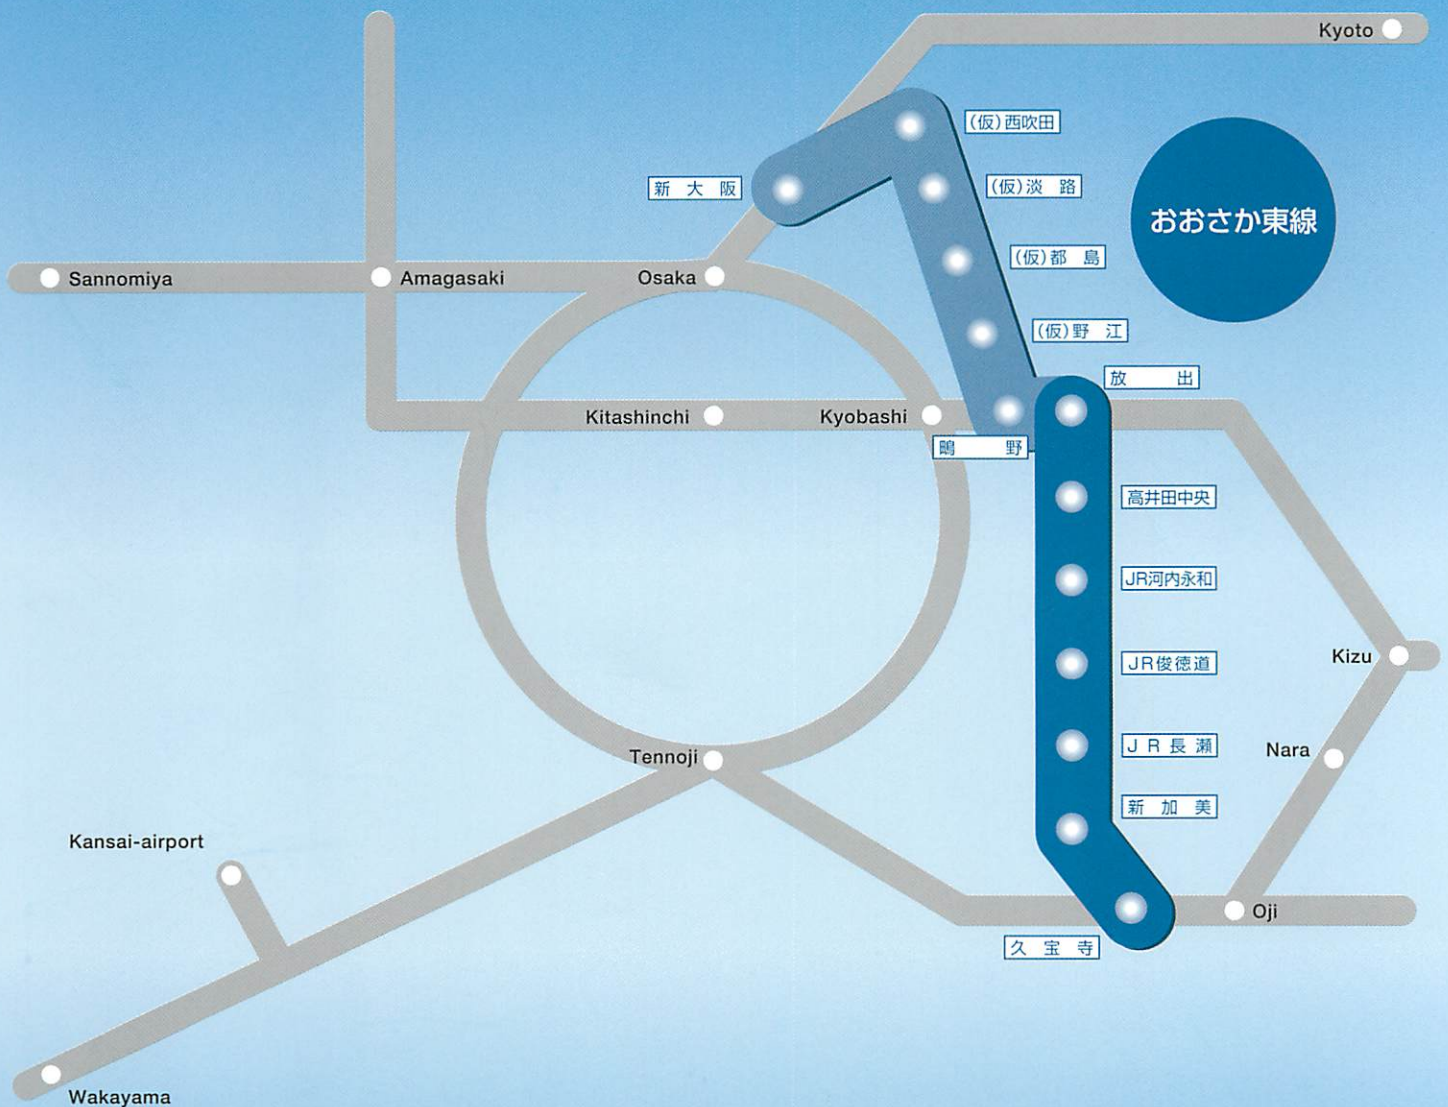 Kyoto
(仮)西吹田
新大阪
(仮)淡路
おおさか東線
(仮)都島
Sannomiya
Amagasaki
Osaka
(仮)野江
放出
Kitashinchi
Kyobashi
鴫野
高井田中央
JR河内永和
JR俊徳道
Kizu
JR長瀬
Nara
Tennoji
新加美
Kansai-airport
Oji
久宝寺
Wakayama